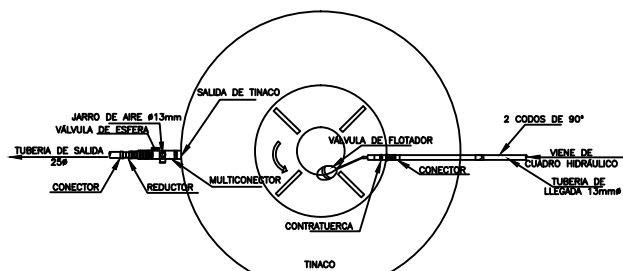 SALIDA DE TINACO
JARRO DE AIRE ø13mm
VÁLVULA DE ESFERA
TUBERIA DE SALIDA
25ø
CONECTOR
REDUCTOR
MULTICONECTOR
VÁLVULA DE FLOTADOR
2 CODOS DE 90°
VIENE DE
CUADRO HIDRÁULICO
CONECTOR
TUBERIA DE
LLEGADA 13mmø
CONTRATUERCA
TINACO